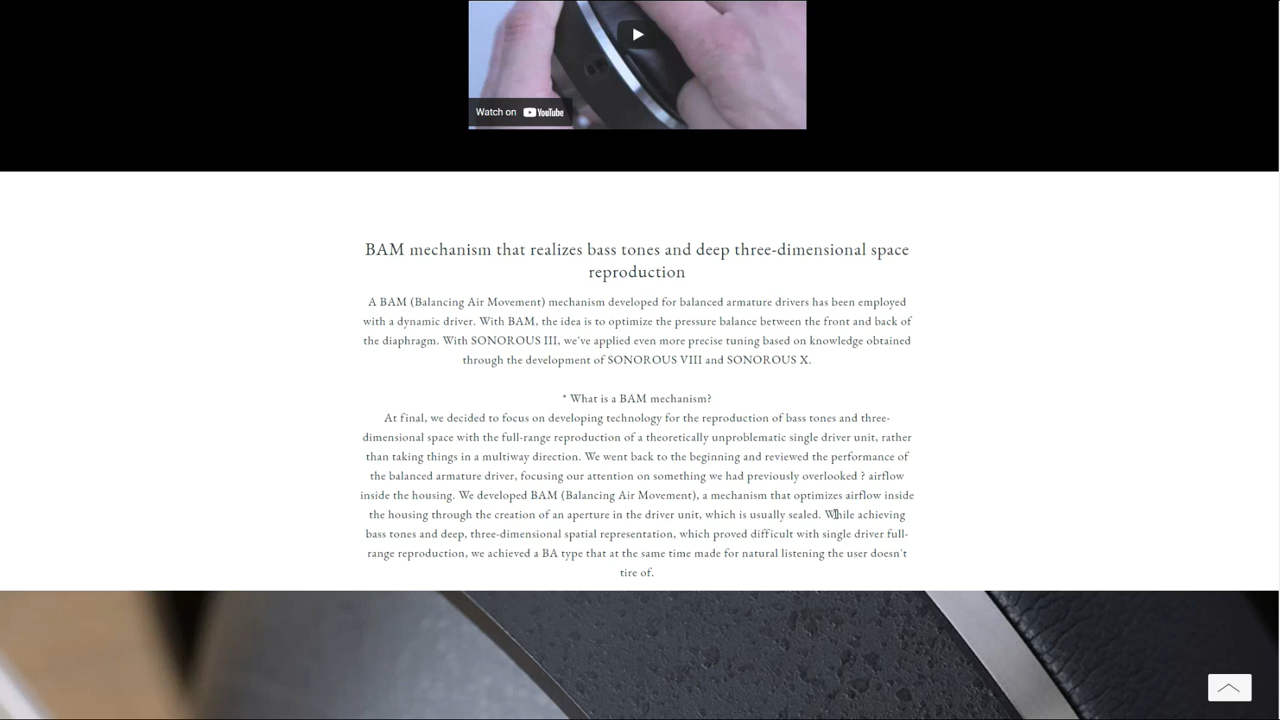 Watch on YouTube
BAM mechanism that realizes bass tones and deep three-dimensional space
reproduction
A BAM (Balancing Air Movement) mechanism developed for balanced armature drivers has been employed
with a dynamic driver. With BAM, the idea is to optimize the pressure balance between the front and back of
the diaphragm. With SONOROUS III, we've applied even more precise tuning based on knowledge obtained
through the development of SONOROUS VIII and SONOROUS X.
* What is a BAM mechanism?
At final, we decided to focus on developing technology for the reproduction of bass tones and three-
dimensional space with the full-range reproduction of a theoretically unproblematic single driver unit, rather
than taking things in a multiway direction. We went back to the beginning and reviewed the performance of
the balanced armature driver, focusing our attention on something we had previously overlooked ? airflow
inside the housing. We developed BAM (Balancing Air Movement), a mechanism that optimizes airflow inside
the housing through the creation of an aperture in the driver unit, which is usually sealed. While achieving
bass tones and deep, three-dimensional spatial representation, which proved difficult with single driver full-
range reproduction, we achieved a BA type that at the same time made for natural listening the user doesn't
tire of.